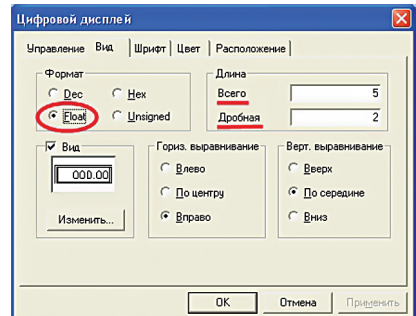 Цифровой дисплей
Управление Вид Шрифт Цвет Расположение
Формат
Dec Hex
Float Unsigned
Длина
Всего 5
Дробная 2
Вид
000.00
Изменить...
Гориз. выравнивание
Влево
По центру
Вправо
Верт. выравнивание
Вверх
По середине
Вниз
OK Отмена Применить